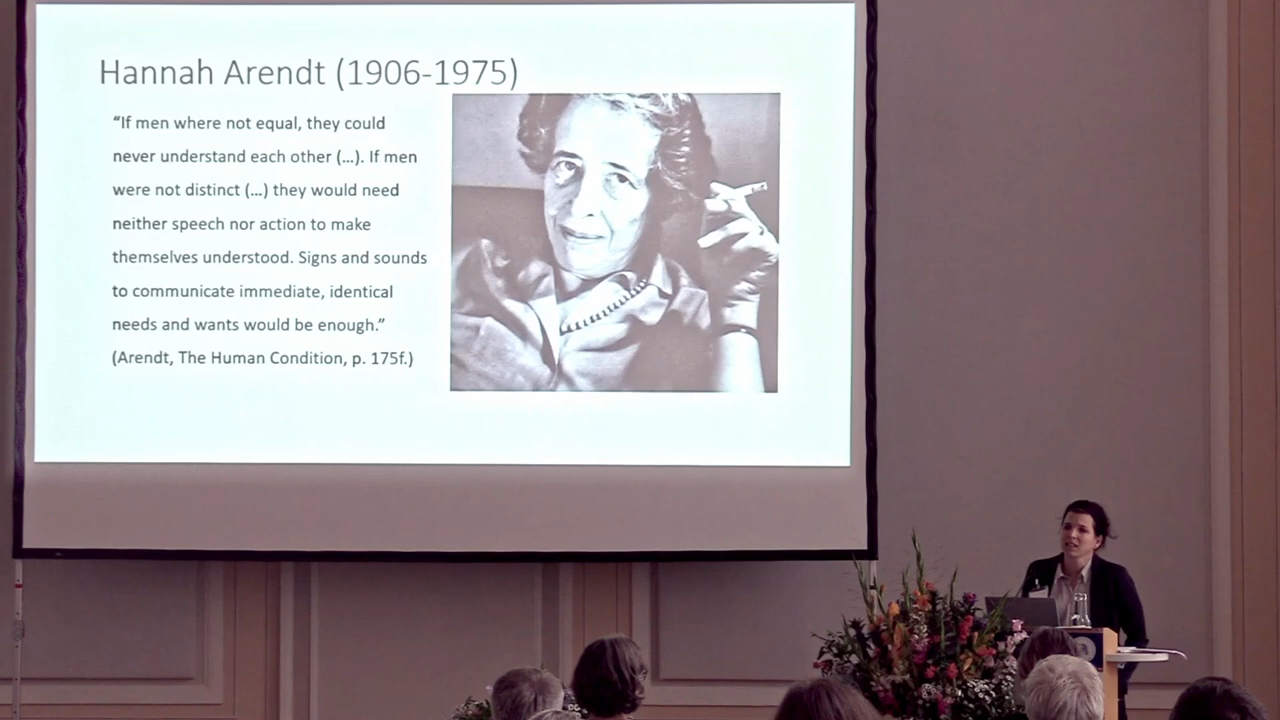 Hannah Arendt (1906-1975)
“If men where not equal, they could
never understand each other (...). If men
were not distinct (...) they would need
neither speech nor action to make
themselves understood. Signs and sounds
to communicate immediate, identical
needs and wants would be enough.”
(Arendt, The Human Condition, p. 175f.)